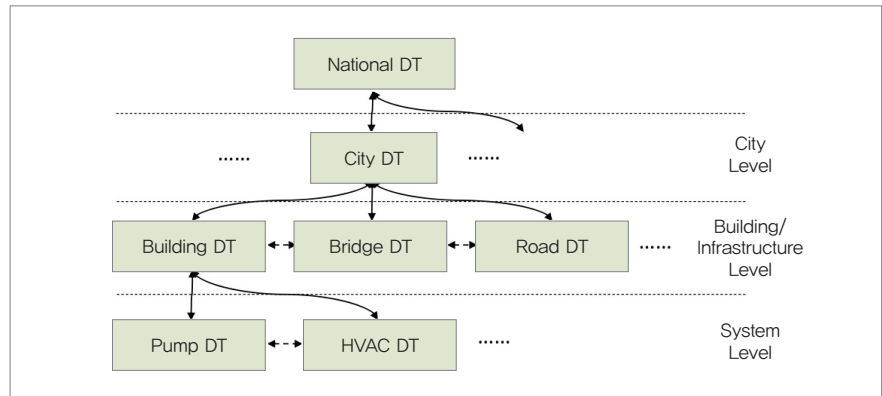 National DT
......
City DT
......
City
Level
Building DT
Bridge DT
Road DT
......
Building/
Infrastructure
Level
Pump DT
HVAC DT
......
System
Level